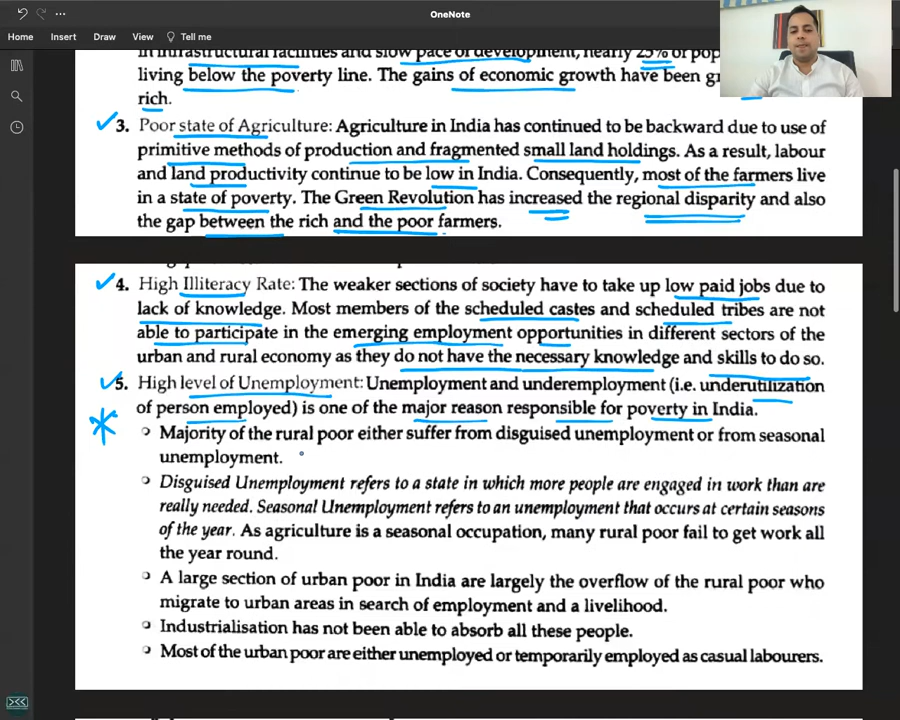 OneNote
Home Insert Draw View Tell me
In infrastructural facilities and slow pace of development, nearly 25% of pop
living below the poverty line. The gains of economic growth have been
rich.
3. Poor state of Agriculture: Agriculture in India has continued to be backward due to use of
primitive methods of production and fragmented small land holdings. As a result, labour
and land productivity continue to be low in India. Consequently, most of the farmers live
in a state of poverty. The Green Revolution has increased the regional disparity and also
the gap between the rich and the poor farmers.
4. High Illiteracy Rate: The weaker sections of society have to take up low paid jobs due to
lack of knowledge. Most members of the scheduled castes and scheduled tribes are not
able to participate in the emerging employment opportunities in different sectors of the
urban and rural economy as they do not have the necessary knowledge and skills to do so.
5. High level of Unemployment: Unemployment and underemployment (i.e. underutilization
of person employed) is one of the major reason responsible for poverty in India.
Majority of the rural poor either suffer from disguised unemployment or from seasonal
unemployment.
Disguised Unemployment refers to a state in which more people are engaged in work than are
really needed. Seasonal Unemployment refers to an unemployment that occurs at certain seasons
of the year. As agriculture is a seasonal occupation, many rural poor fail to get work all
the year round.
A large section of urban poor in India are largely the overflow of the rural poor who
migrate to urban areas in search of employment and a livelihood.
Industrialisation has not been able to absorb all these people.
Most of the urban poor are either unemployed or temporarily employed as casual labourers.